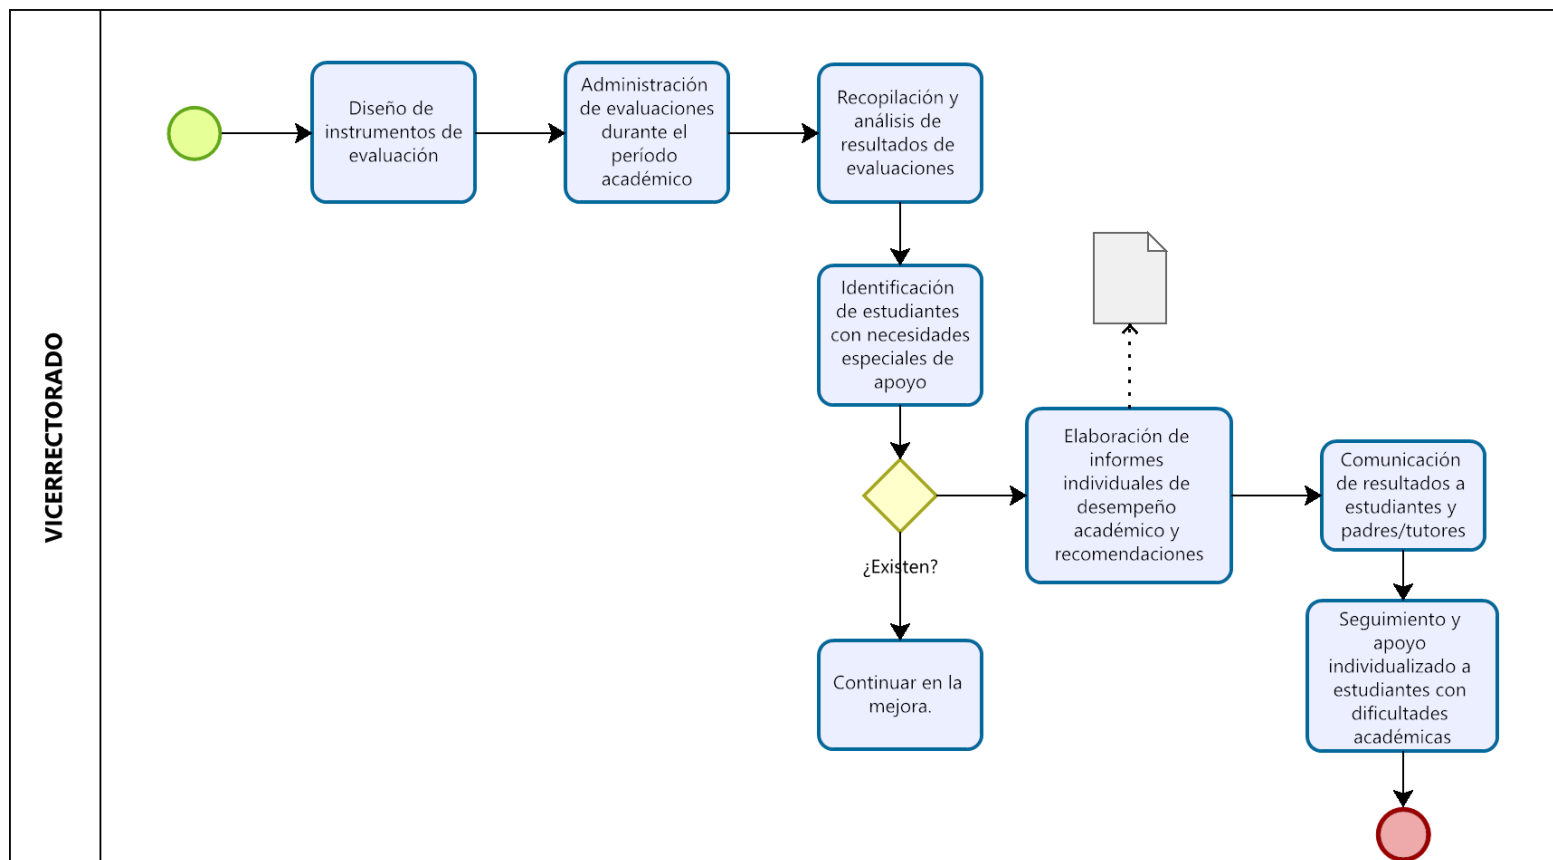 VICERRECTORADO
Diseño de
instrumentos de
evaluación
Administración
de evaluaciones
durante el
período
académico
Recopilación y
análisis de
resultados de
evaluaciones
Identificación
de estudiantes
con necesidades
especiales de
apoyo
¿Existen?
Elaboración de
informes
individuales de
desempeño
académico y
recomendaciones
Comunicación
de resultados a
estudiantes y
padres/tutores
Continuar en la
mejora.
Seguimiento y
apoyo
individualizado a
estudiantes con
dificultades
académicas